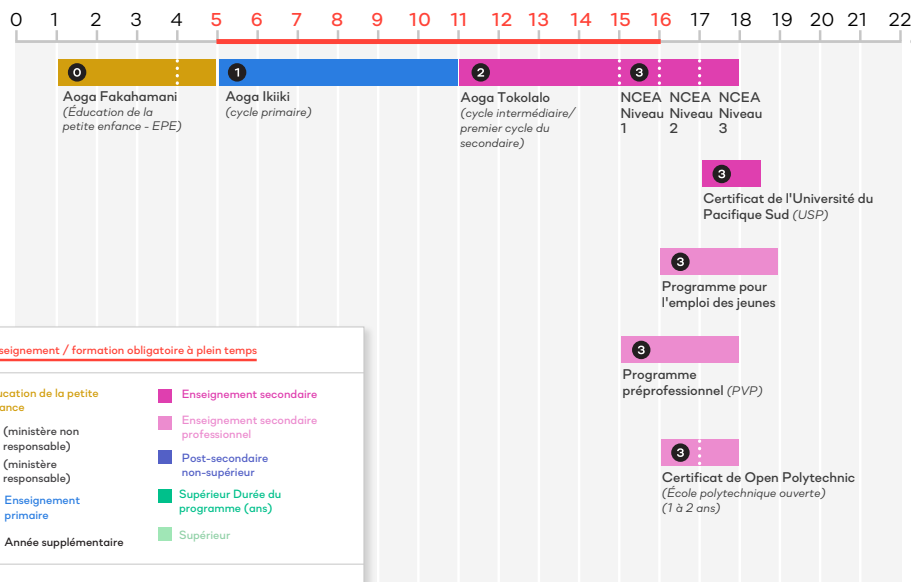 0 1 2 3 4 5 6 7 8 9 10 11 12 13 14 15 16 17 18 19 20 21 22
0 1 2 3
Aoga Fakahamani
(Éducation de la
petite enfance - EPE)
Aoga Ikiiki
(cycle primaire)
Aoga Tokolalo
(cycle intermédiaire/
premier cycle du
secondaire)
NCEA
Niveau
1
NCEA
Niveau
2
NCEA
Niveau
3
3
Certificat de l'Université du
Pacifique Sud (USP)
3
Programme pour
l'emploi des jeunes
3
Programme
préprofessionnel (PVP)
3
Certificat de Open Polytechnic
(École polytechnique ouverte)
(1 à 2 ans)
seignement / formation obligatoire à plein temps
ucation de la petite
ance
(ministère non
responsable)
(ministère
responsable)
Enseignement
primaire
Année supplémentaire
Enseignement secondaire
Enseignement secondaire
professionnel
Post-secondaire
non-supérieur
Supérieur Durée du
programme (ans)
Supérieur